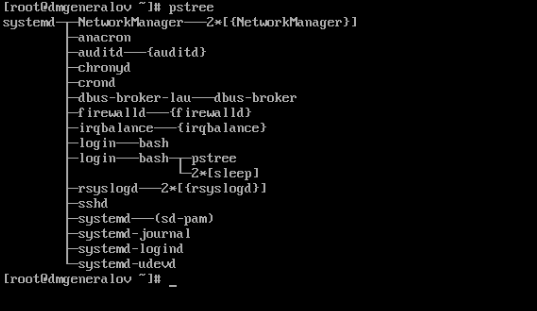 [root@dmgeneralov ~]# pstree
systemd─┬─NetworkManager───2*[{NetworkManager}]
        ├─anacron
        ├─auditd───{auditd}
        ├─chronyd
        ├─crond
        ├─dbus-broker-lau───dbus-broker
        ├─firewalld───{firewalld}
        ├─irqbalance───{irqbalance}
        ├─login───bash
        ├─login───bash─┬─pstree
        │              └─2*[sleep]
        ├─rsyslogd───2*[{rsyslogd}]
        ├─sshd
        ├─systemd───(sd-pam)
        ├─systemd-journal
        ├─systemd-logind
        └─systemd-udevd
[root@dmgeneralov ~]# _